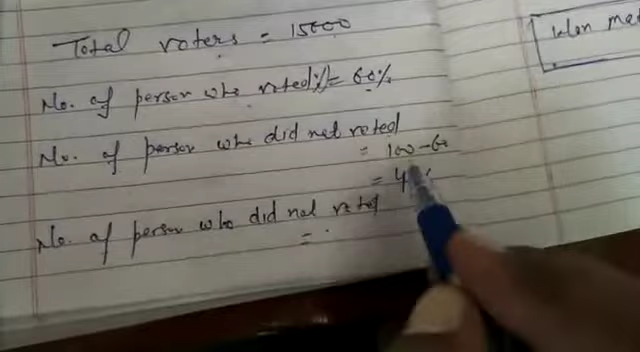 Total voters = 15000
No. of person who voted % = 60%
No. of person who did not voted
= 100-60
= 4
No. of person who did not voted
=